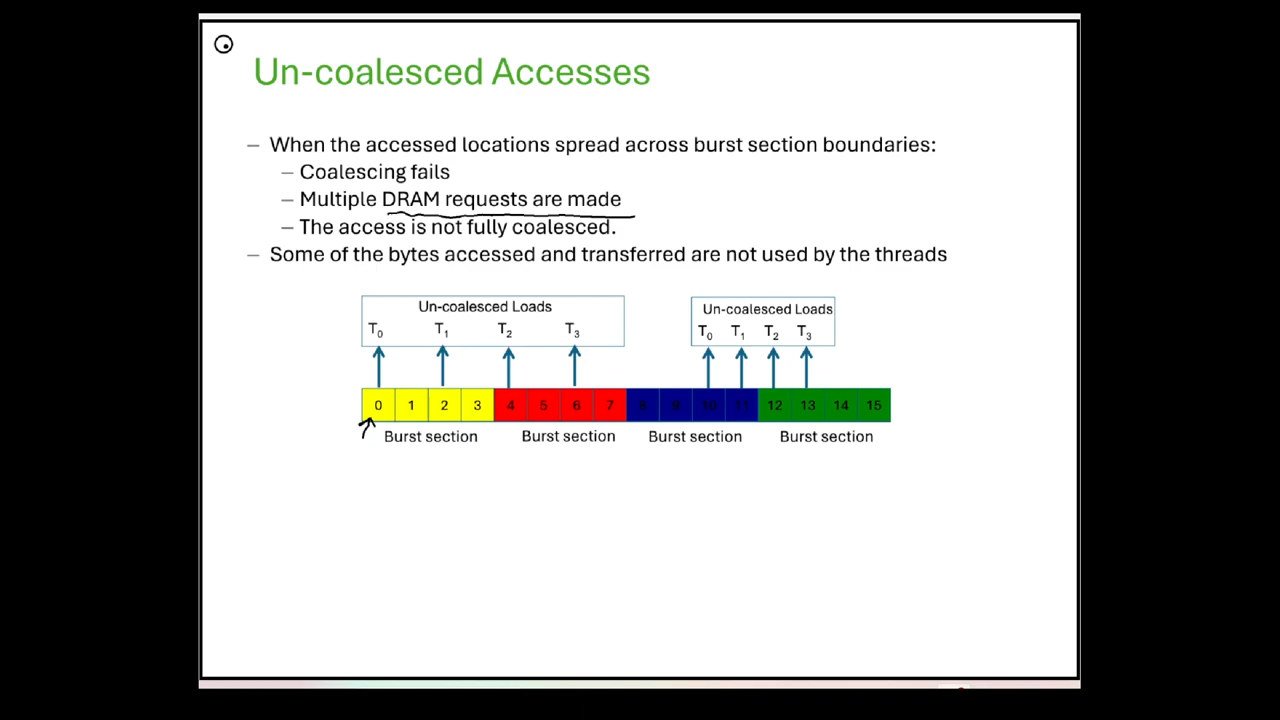 Un-coalesced Accesses
– When the accessed locations spread across burst section boundaries:
– Coalescing fails
– Multiple DRAM requests are made
– The access is not fully coalesced.
– Some of the bytes accessed and transferred are not used by the threads
Un-coalesced Loads
T0 T1 T2 T3
Un-coalesced Loads
T0 T1 T2 T3
0 1 2 3 4 5 6 7 8 9 10 11 12 13 14 15
Burst section Burst section Burst section Burst section